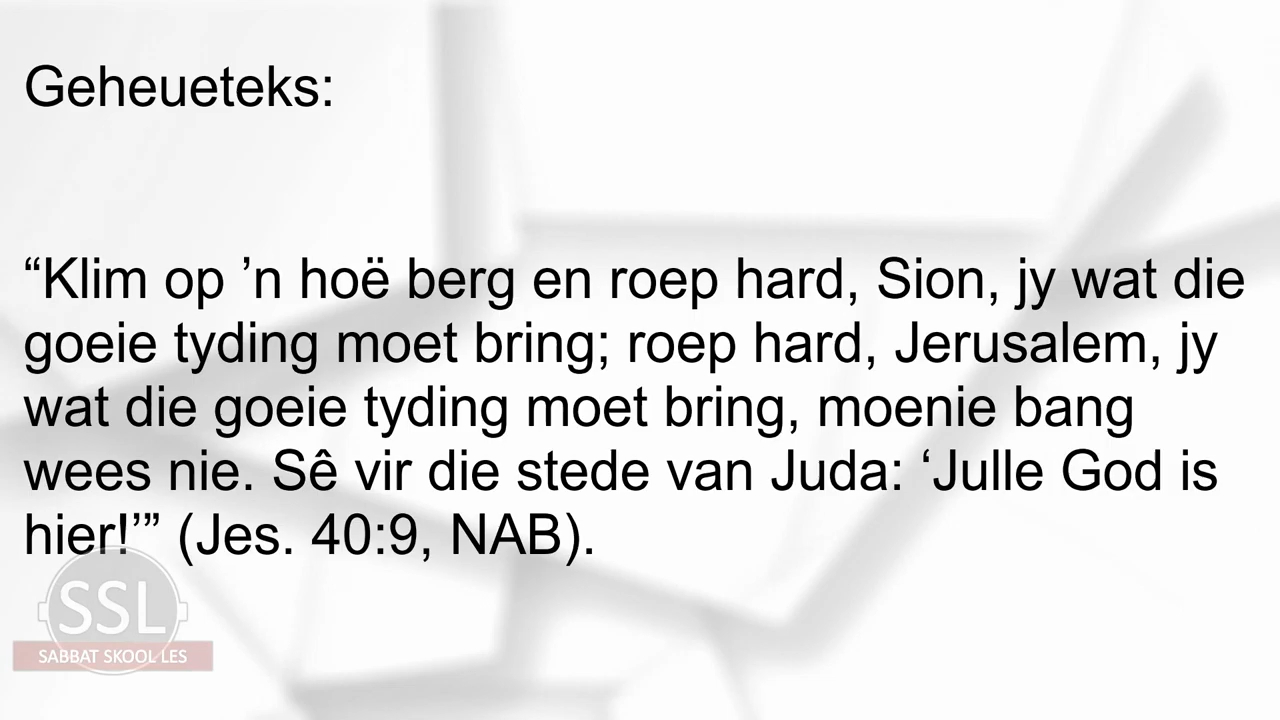 Geheueteks:
“Klim op ’n hoë berg en roep hard, Sion, jy wat die
goeie tyding moet bring; roep hard, Jerusalem, jy
wat die goeie tyding moet bring, moenie bang
wees nie. Sê vir die stede van Juda: ‘Julle God is
hier!’” (Jes. 40:9, NAB).
SSL
SABBAT SKOOL LES